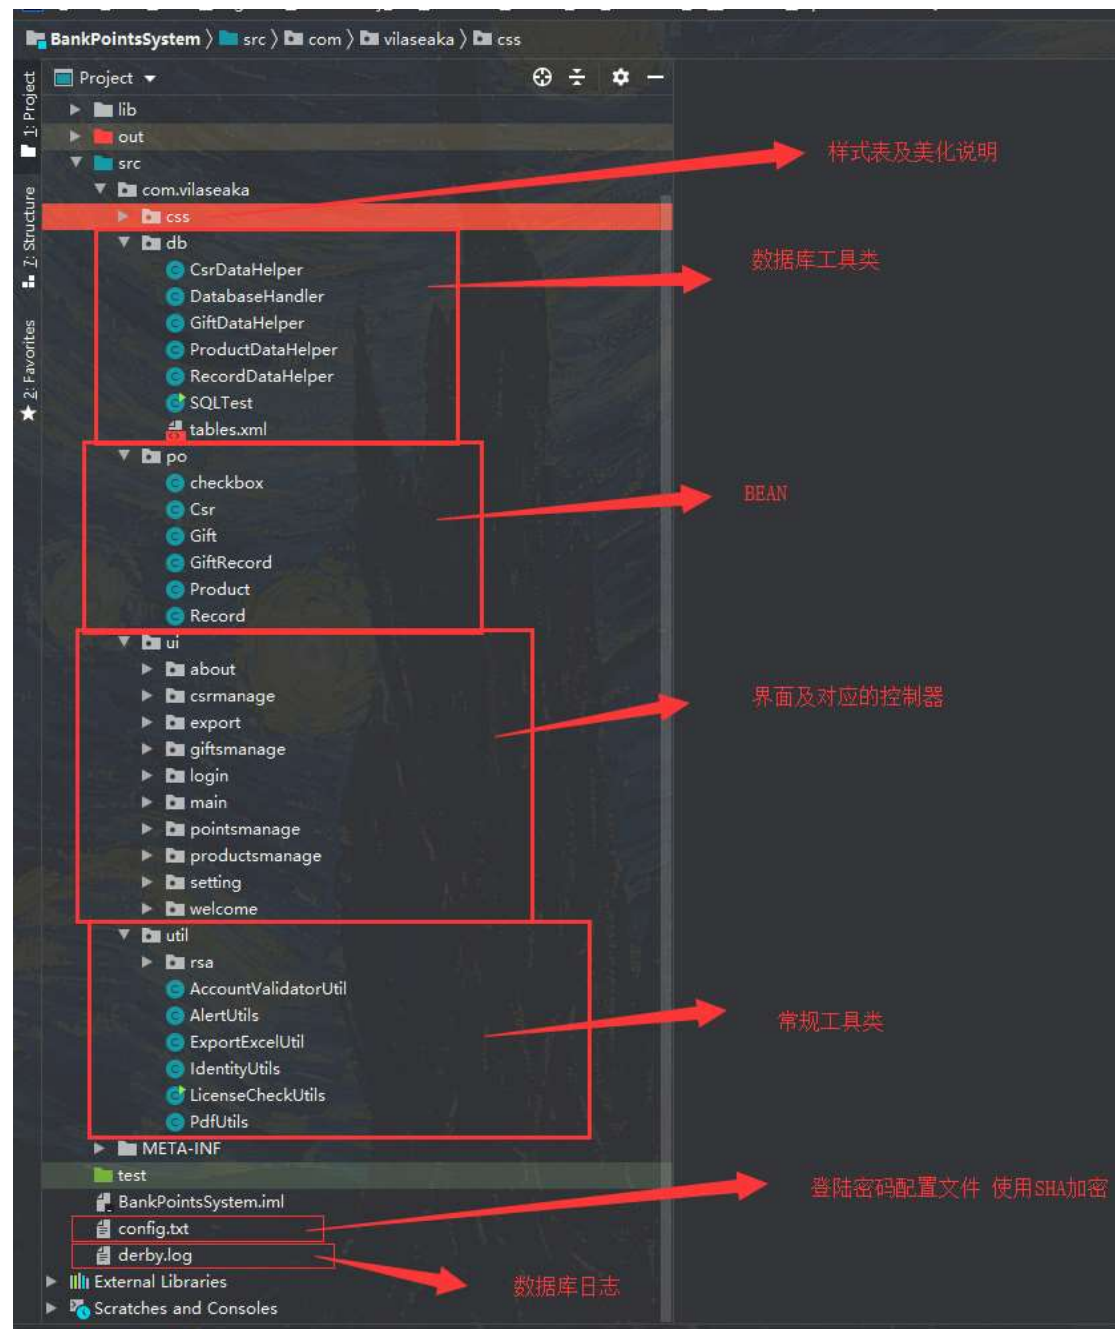 BankPointsSystem 〉 src 〉 com 〉 vilaseaka 〉 css
1: Project
7: Structure
2: Favorites
Project
lib
out
src
样式表及美化说明
com.vilaseaka
css
db
数据库工具类
CsrDataHelper
DatabaseHandler
GiftDataHelper
ProductDataHelper
RecordDataHelper
SQLTest
tables.xml
po
checkbox
BEAN
Csr
Gift
GiftRecord
Product
Record
ui
about
csrmanage
界面及对应的控制器
export
giftsmanage
login
main
pointsmanage
productsmanage
setting
welcome
util
rsa
AccountValidatorUtil
AlertUtils
常规工具类
ExportExcelUtil
IdentityUtils
LicenseCheckUtils
PdfUtils
META-INF
test
登陆密码配置文件 使用SHA加密
BankPointsSystem.iml
config.txt
derby.log
External Libraries
数据库日志
Scratches and Consoles